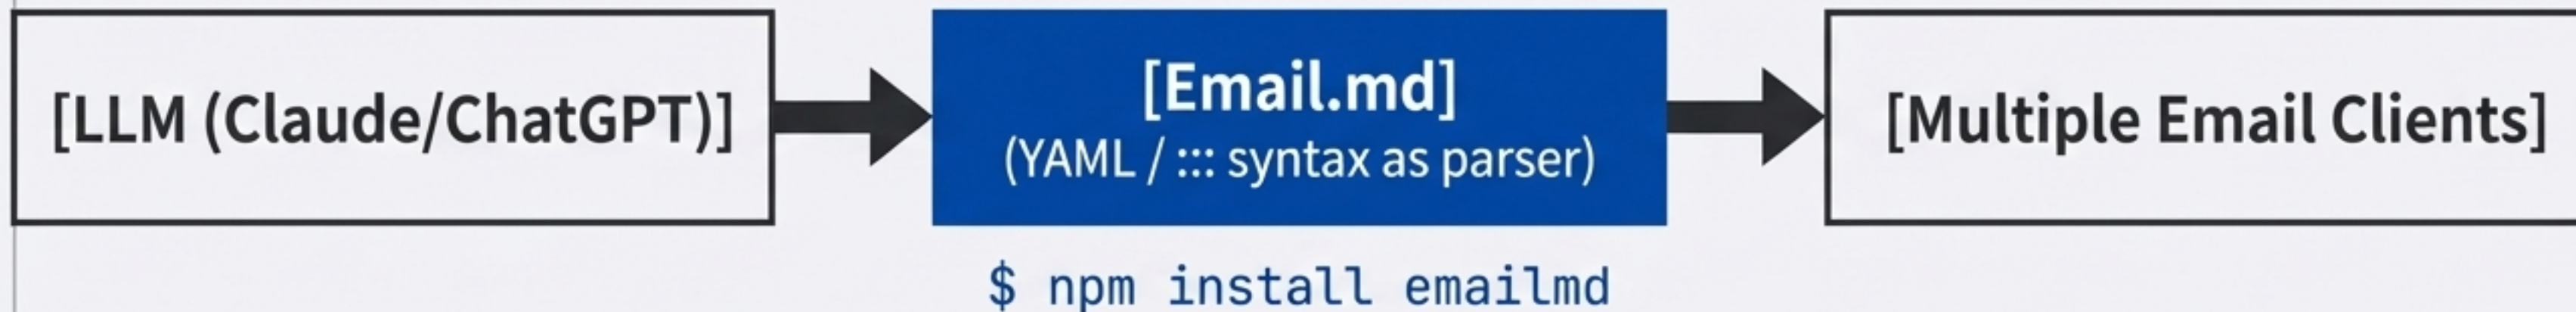 [LLM (Claude/ChatGPT)]
[Email.md]
(YAML / ::: syntax as parser)
[Multiple Email Clients]
$ npm install emailmd